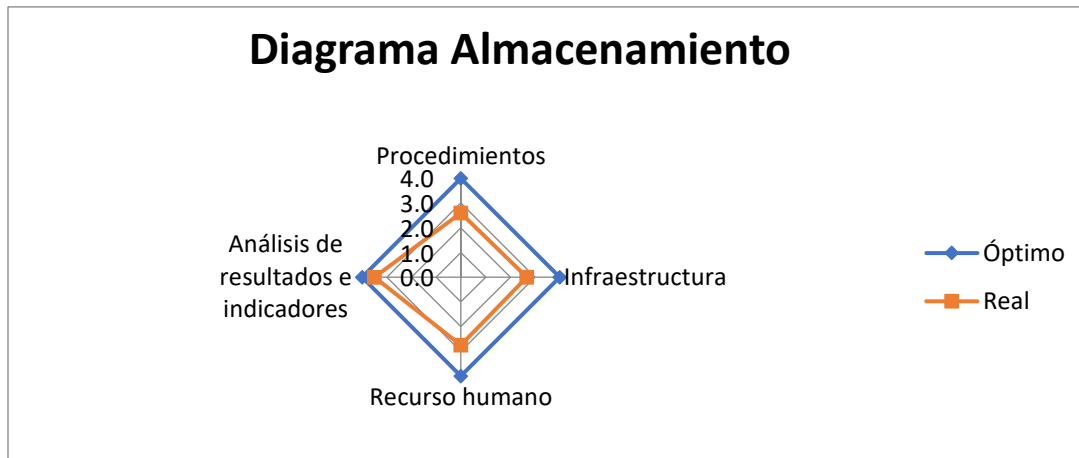 Diagrama Almacenamiento
Procedimientos
4.0
3.0
2.0
1.0
0.0
Análisis de
resultados e
indicadores
Infraestructura
Recurso humano
Óptimo
Real